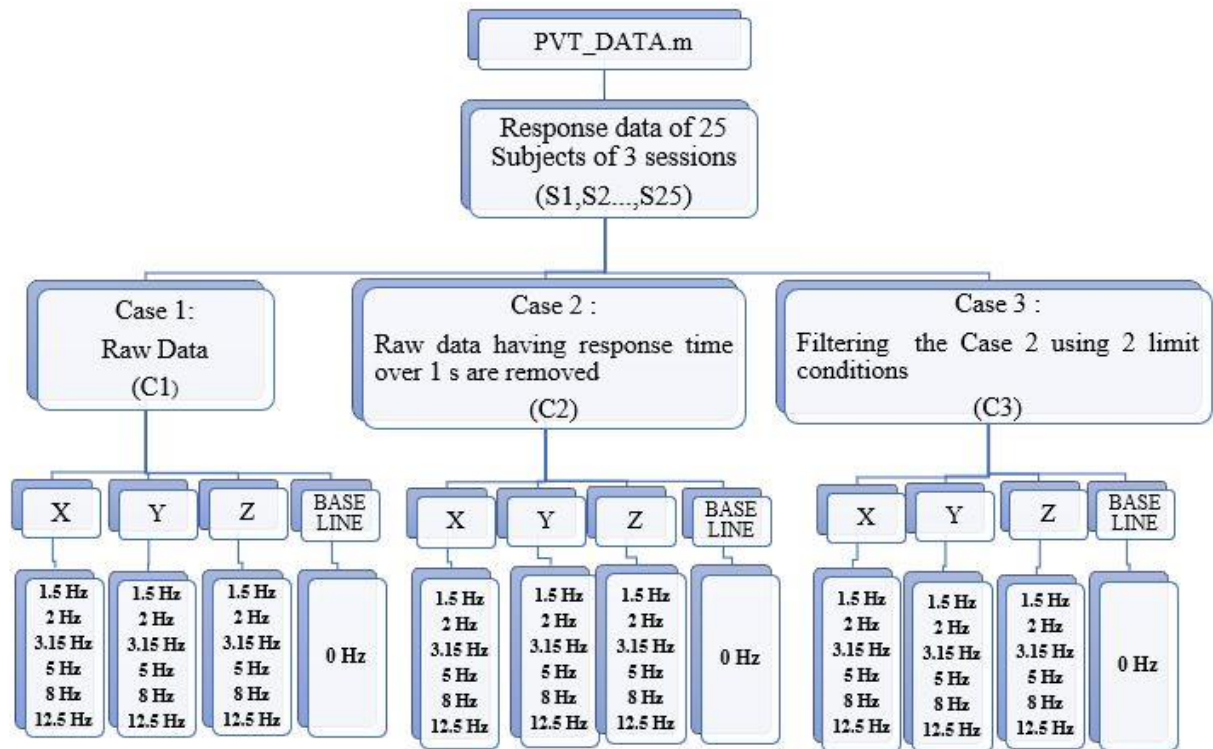 PVT_DATA.m
Response data of 25
Subjects of 3 sessions
(S1,S2...,S25)
Case 1:
Raw Data
(C1)
Case 2 :
Raw data having response time
over 1 s are removed
(C2)
Case 3 :
Filtering the Case 2 using 2 limit
conditions
(C3)
X
Y
Z
BASE
LINE
1.5 Hz
2 Hz
3.15 Hz
5 Hz
8 Hz
12.5 Hz
1.5 Hz
2 Hz
3.15 Hz
5 Hz
8 Hz
12.5 Hz
1.5 Hz
2 Hz
3.15 Hz
5 Hz
8 Hz
12.5 Hz
0 Hz
X
Y
Z
BASE
LINE
1.5 Hz
2 Hz
3.15 Hz
5 Hz
8 Hz
12.5 Hz
1.5 Hz
2 Hz
3.15 Hz
5 Hz
8 Hz
12.5 Hz
1.5 Hz
2 Hz
3.15 Hz
5 Hz
8 Hz
12.5 Hz
0 Hz
X
Y
Z
BASE
LINE
1.5 Hz
2 Hz
3.15 Hz
5 Hz
8 Hz
12.5 Hz
1.5 Hz
2 Hz
3.15 Hz
5 Hz
8 Hz
12.5 Hz
1.5 Hz
2 Hz
3.15 Hz
5 Hz
8 Hz
12.5 Hz
0 Hz